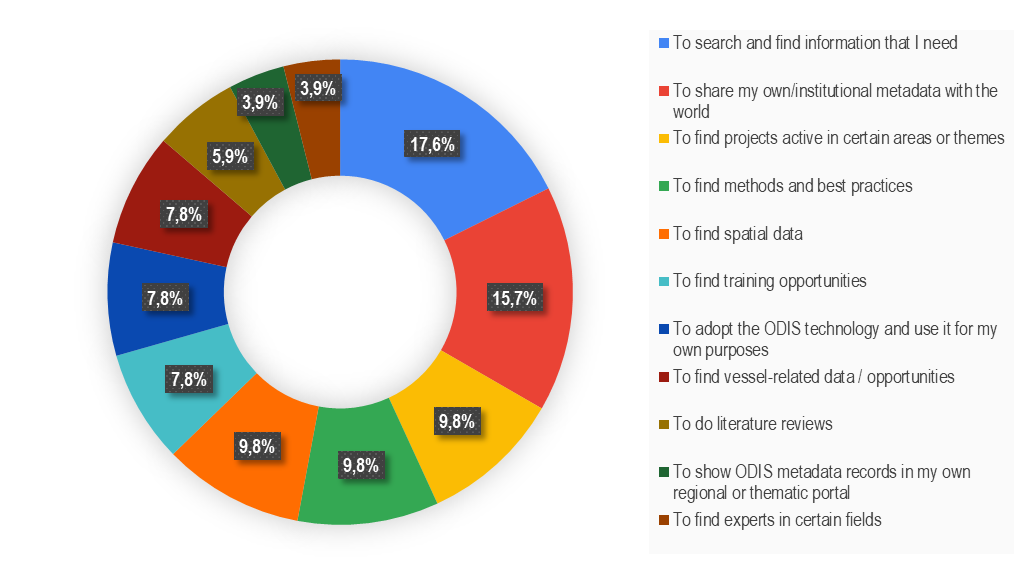 17,6%
15,7%
9,8%
9,8%
9,8%
7,8%
7,8%
7,8%
5,9%
3,9%
3,9%
To search and find information that I need
To share my own/institutional metadata with the
world
To find projects active in certain areas or themes
To find methods and best practices
To find spatial data
To find training opportunities
To adopt the ODIS technology and use it for my
own purposes
To find vessel-related data / opportunities
To do literature reviews
To show ODIS metadata records in my own
regional or thematic portal
To find experts in certain fields